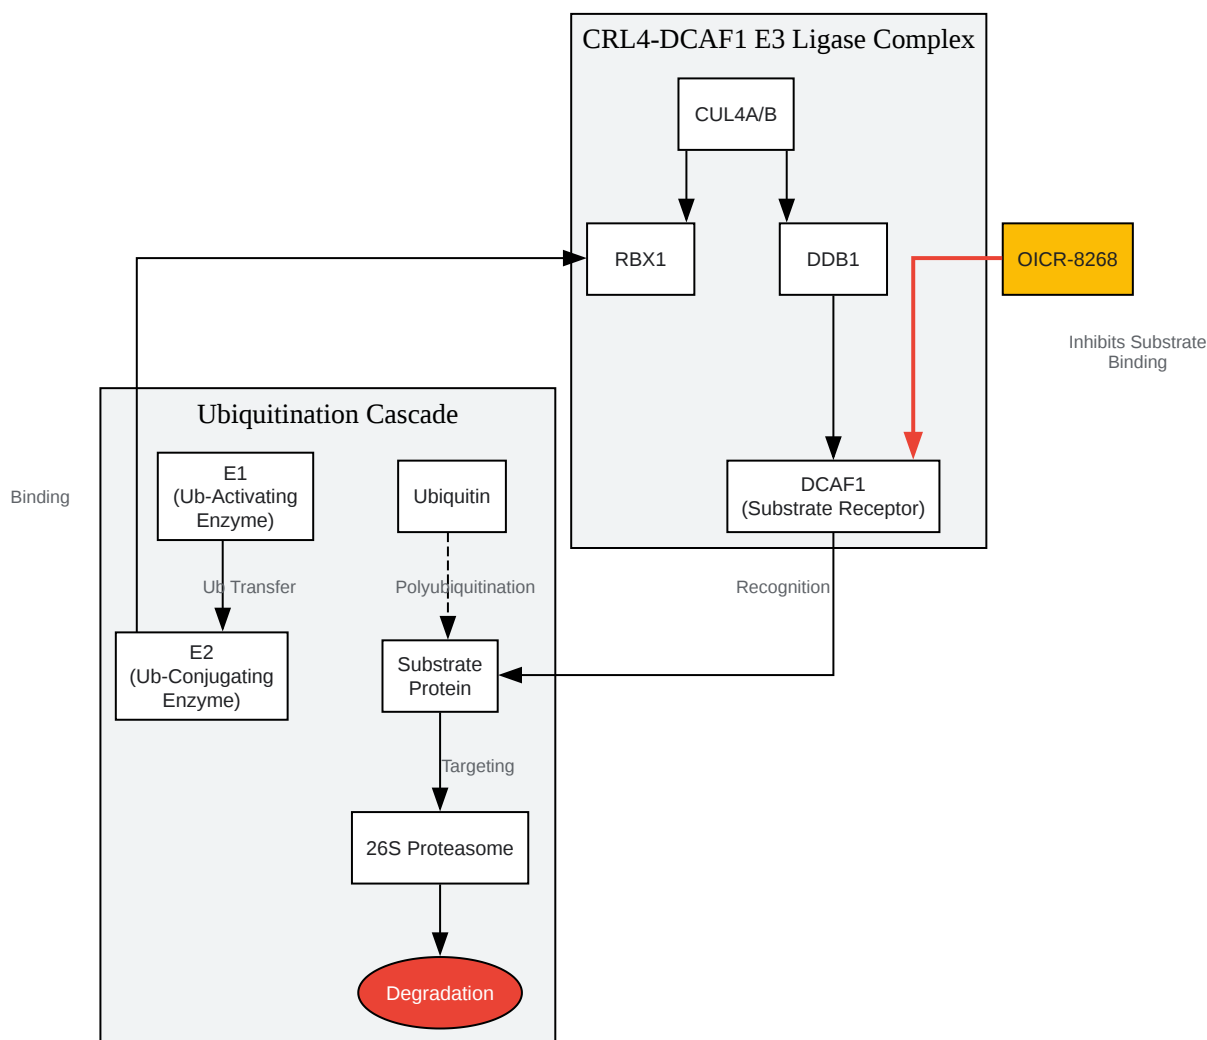 CRL4-DCAF1 E3 Ligase Complex
CUL4A/B
RBX1
DDB1
OICR-8268
Inhibits Substrate
Binding
Ubiquitination Cascade
E1
(Ub-Activating
Enzyme)
Ubiquitin
DCAF1
(Substrate Receptor)
Binding
Ub Transfer
Polyubiquitination
Recognition
E2
(Ub-Conjugating
Enzyme)
Substrate
Protein
Targeting
26S Proteasome
Degradation